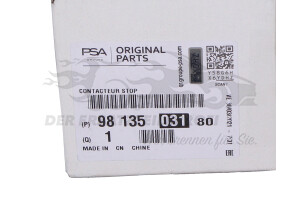 PSA
ORIGINAL
PARTS
CONTACTEUR STOP
(P) 98 135 031 80
(Q) 1
MADE IN CN CHINE